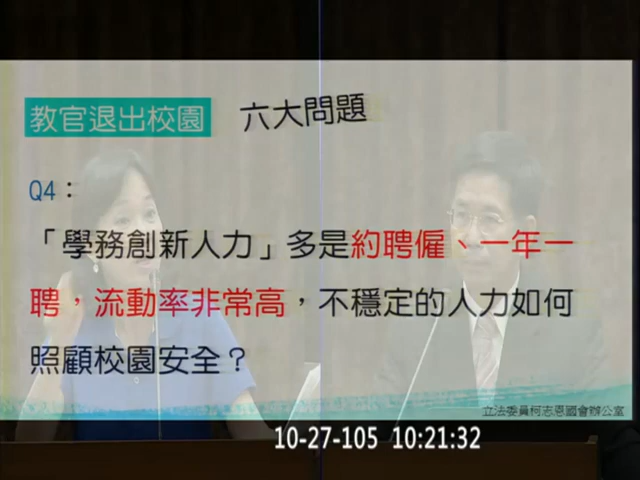 教官退出校園 六大問題
Q4：
「學務創新人力」多是約聘僱、一年一
聘，流動率非常高，不穩定的人力如何
照顧校園安全？
立法委員柯志恩國會辦公室
10-27-105 10:21:32